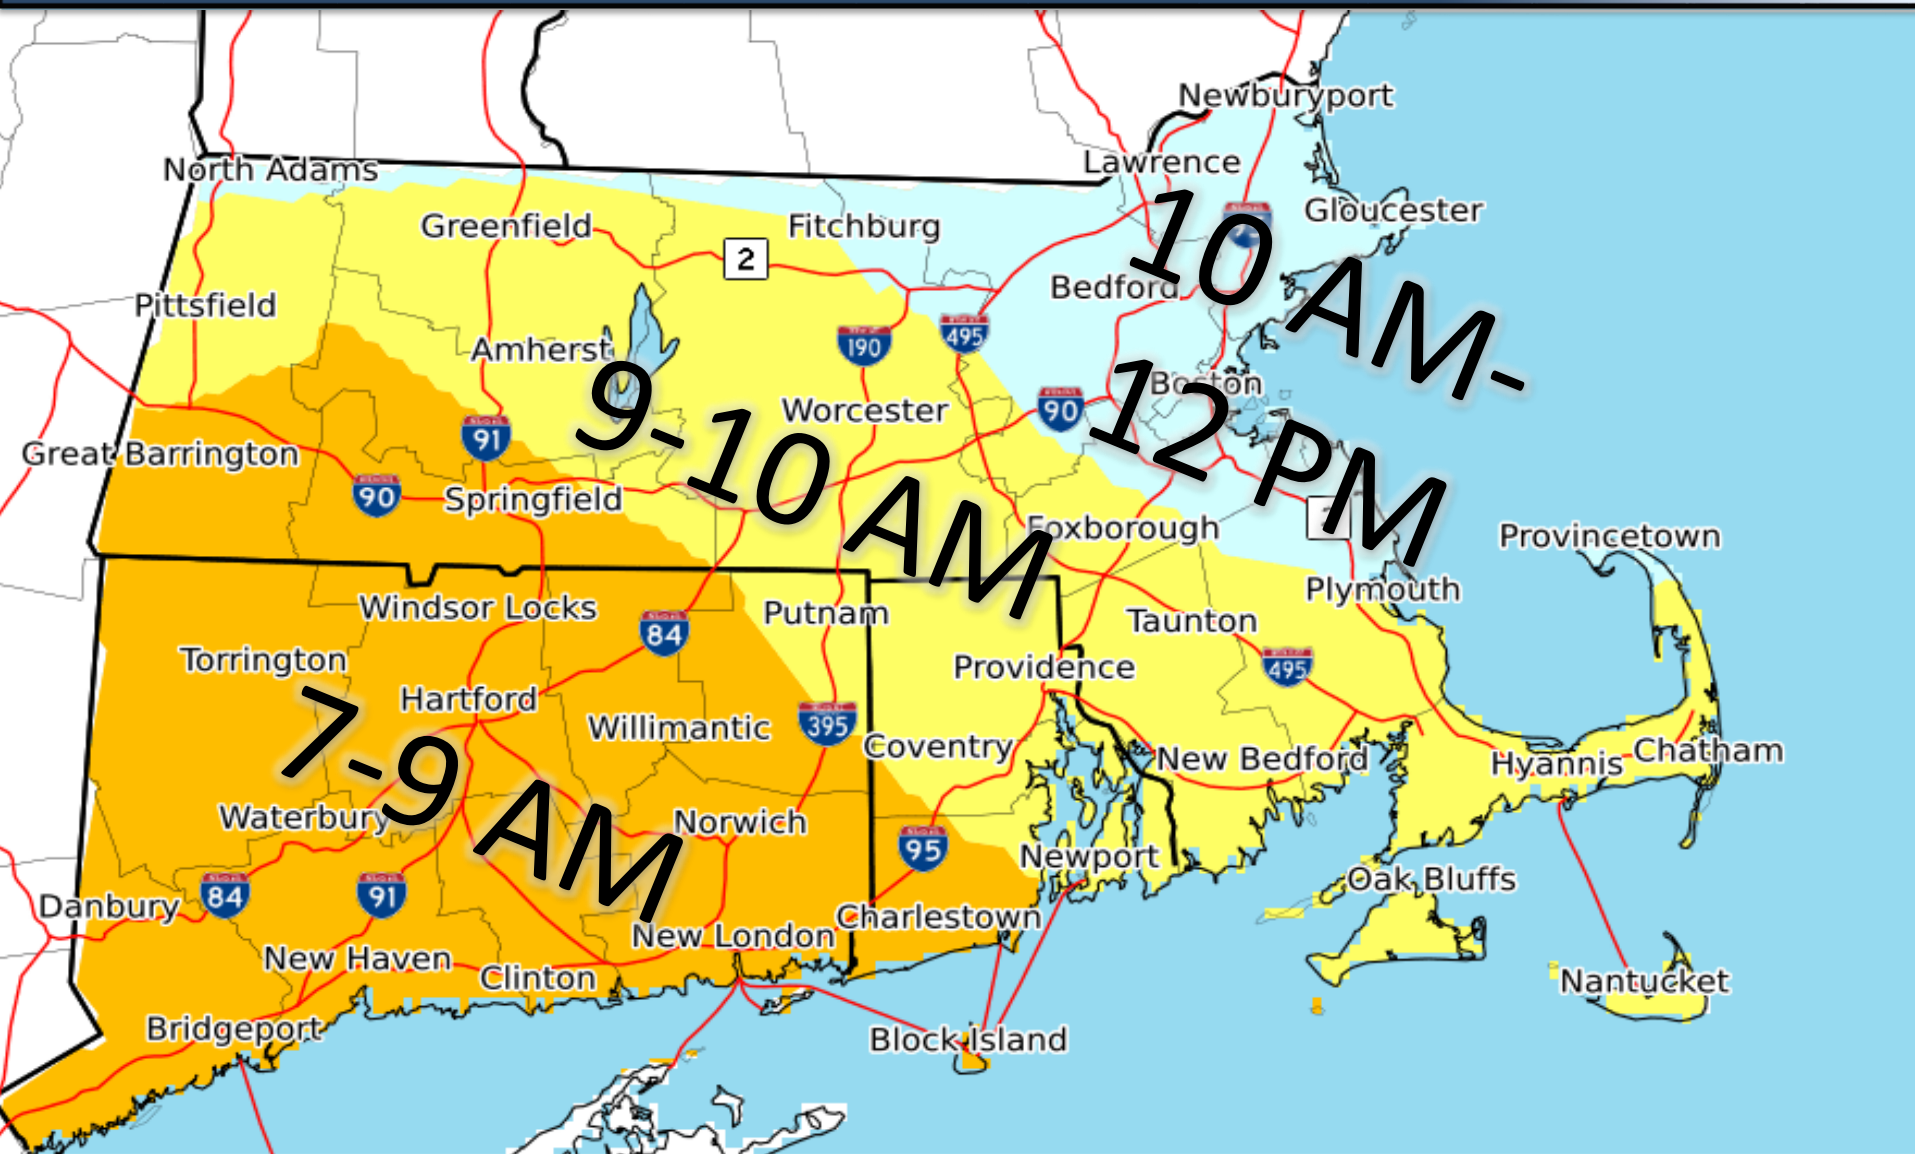 Newburyport
Lawrence
North Adams
Gloucester
Greenfield
Fitchburg
2
10 AM-
12 PM
Bedford
Pittsfield
190
495
Amherst
Boston
Worcester
90
9-10 AM
91
Great Barrington
90
Springfield
Foxborough
Provincetown
Plymouth
Windsor Locks
Putnam
Taunton
84
Torrington
Providence
495
Hartford
7-9 AM
Willimantic
395
Coventry
New Bedford
Hyannis
Chatham
Waterbury
Norwich
95
Newport
Oak Bluffs
84
91
Danbury
Charlestown
New London
New Haven
Clinton
Nantucket
Bridgeport
Block Island